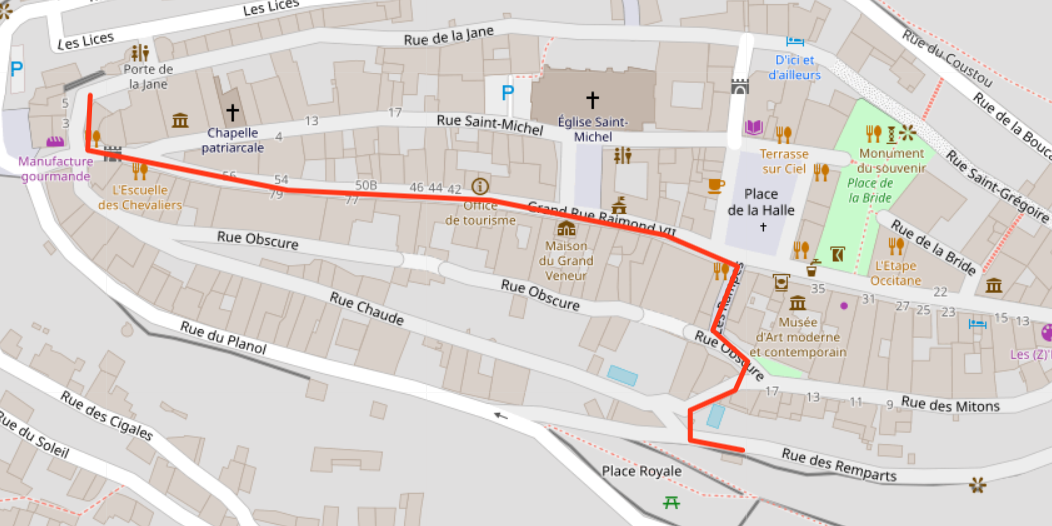 Les Lices
Les Lices
Rue de la Jane
Rue du Coustou
P
Porte de
la Jane
D'ici et
d'ailleurs
5
3
P
17
13
4
Rue Saint-Michel
Église Saint-
Michel
Chapelle
patriarcale
Rue de la Bouc
Manufacture
gourmande
Terrasse
sur Ciel
Monument
du souvenir
Rue Saint-Grégoire
L'Escuelle
des Chevaliers
56
54
79
50B
77
46 44 42
Office
de tourisme
Grand Rue Raimond VII
Place
de la Halle
Place de
la Bride
Rue de la Bride
Maison
du Grand
Veneur
Rue Obscure
Rue Obscure
Rue Chaude
Les Rampes
L'Etape
Occitane
35
31
27 25 23
22
15 13
Musée
d'Art moderne
et contemporain
Les (Z)'
Rue du Planol
Rue Obscure
17
13
11
9
Rue des Mitons
Rue des Cigales
Rue du Soleil
Place Royale
Rue des Remparts